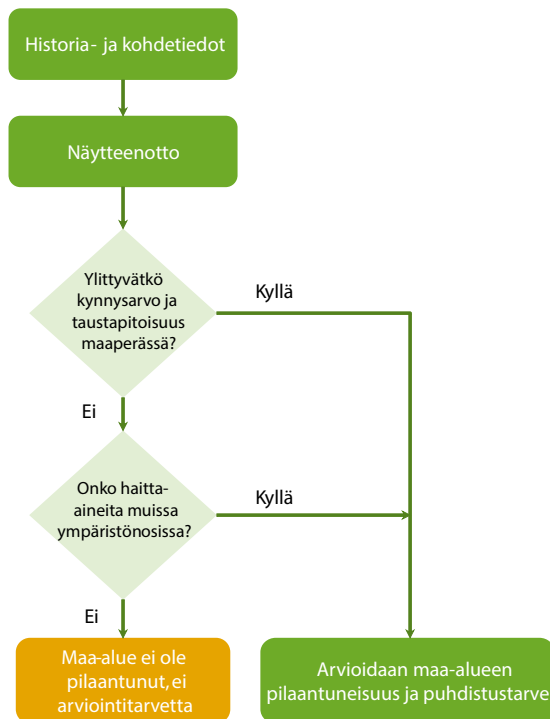 Historia- ja kohdetiedot
Näytteenotto
Ylittyvätkö
kynnysarvo ja
taustapitoisuus
maaperässä?
Kyllä
Ei
Onko haitta-
aineita muissa
ympäristönosissa?
Kyllä
Ei
Maa-alue ei ole
pilaantunut, ei
arviointitarvetta
Arvioidaan maa-alueen
pilaantuneisuus ja puhdistustarve